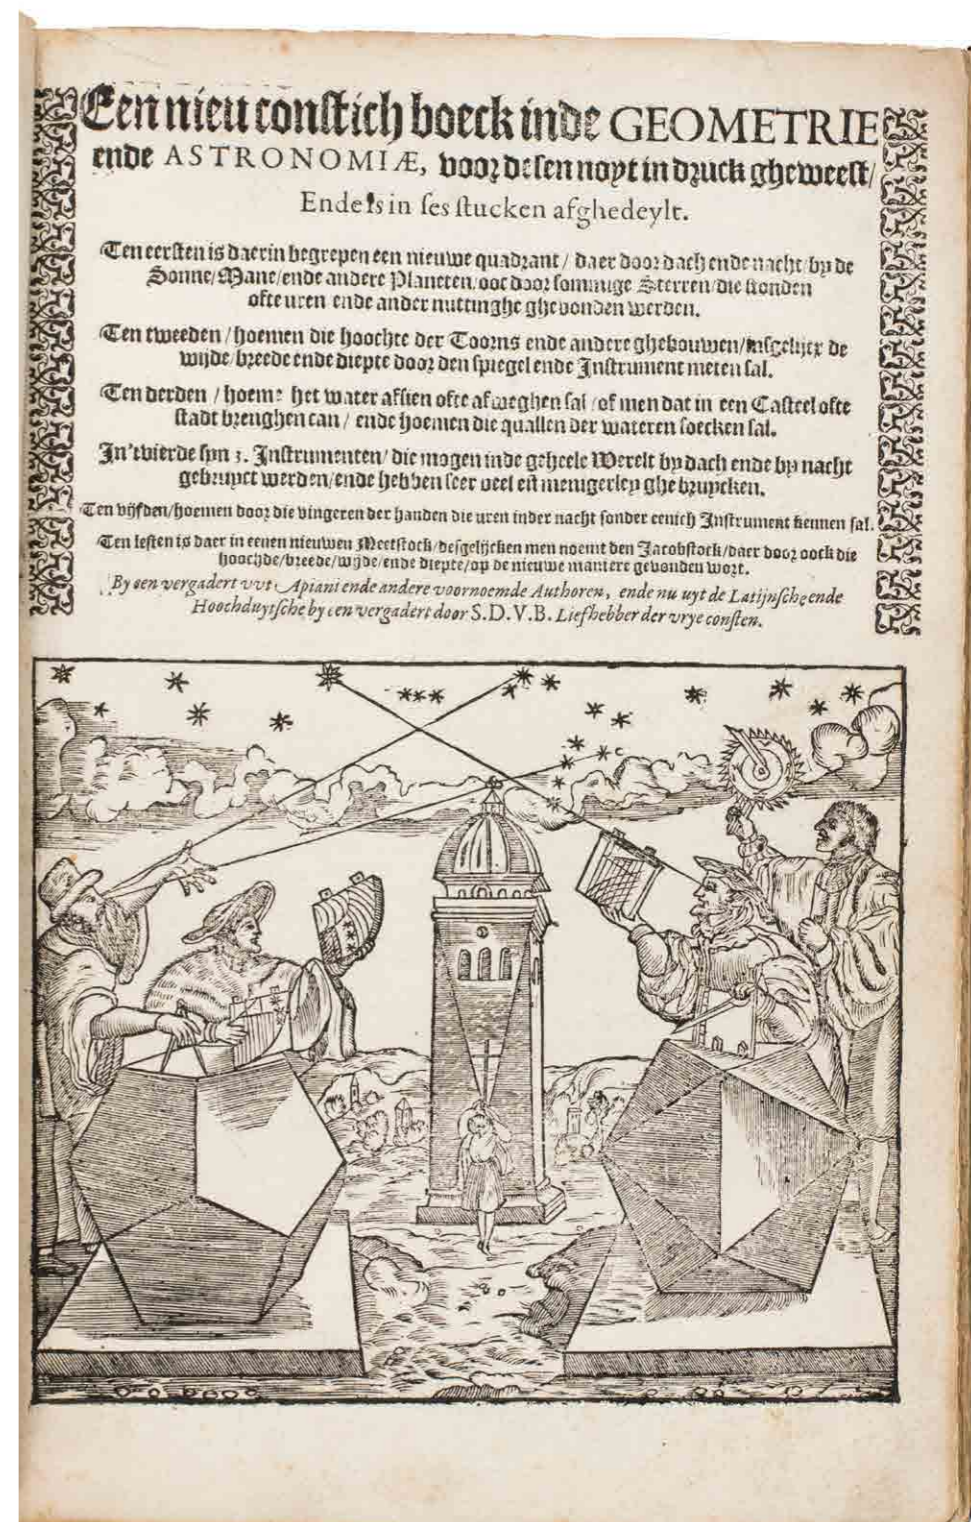 Een nieu constich boeck inde GEOMETRIE
ende ASTRONOMIÆ, voor desen noyt in druck gheweest/
Ende is in ses stucken afghedeylt.
Ten eersten is daerin begrepen een nieuwe quadrant / daer door dach ende nacht / by de
Sonne/Mane/ende andere Planeten/ooc door sommige Sterren/die stonden
ofte uren ende ander nuttinghe ghevonden werden.
Ten tweeden / hoemen die hoochte der Toorns ende andere ghebouwen/insgelijcx de
wijde/breede ende diepte door den spiegel ende Instrument meten sal.
Ten derden / hoemē het water afsien ofte afweghen sal / of men dat in een Casteel ofte
stadt brenghen can / ende hoemen die quallen der wateren soecken sal.
In'tvierde syn 3. Instrumenten/die mogen inde geheele Werelt by dach ende by nacht
gebruyct werden/ende hebben seer veel eñ menigerley ghebruycken.
Ten vijfden/hoemen door die vingeren der handen die uren inder nacht sonder eenich Instrument kennen sal.
Ten lesten is daer in eenen nieuwen Meetstock/desgelijcken men noemt den Jacobstock/daer door oock die
hoochde/breede/wijde/ende diepte/op de nieuwe maniere gevonden wort.
By een vergadert uyt Apiani ende andere voornoemde Authoren, ende nu uyt de Latijnsche ende
Hoochduytsche by een vergadert door S.D.V.B. Liefhebber der vrye consten.